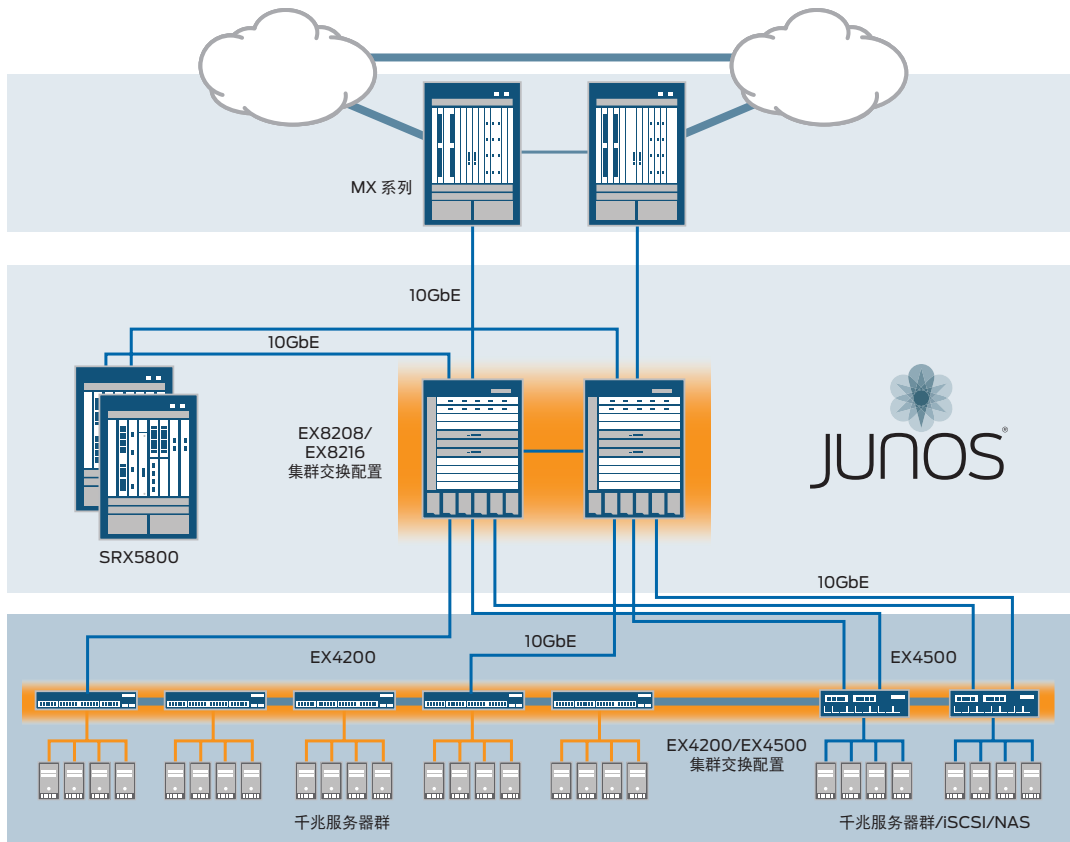 MX 系列
10GbE
10GbE
EX8208/
EX8216
集群交换配置
JUNOS®
SRX5800
10GbE
10GbE
EX4200
EX4500
EX4200/EX4500
集群交换配置
千兆服务器群
千兆服务器群/iSCSI/NAS